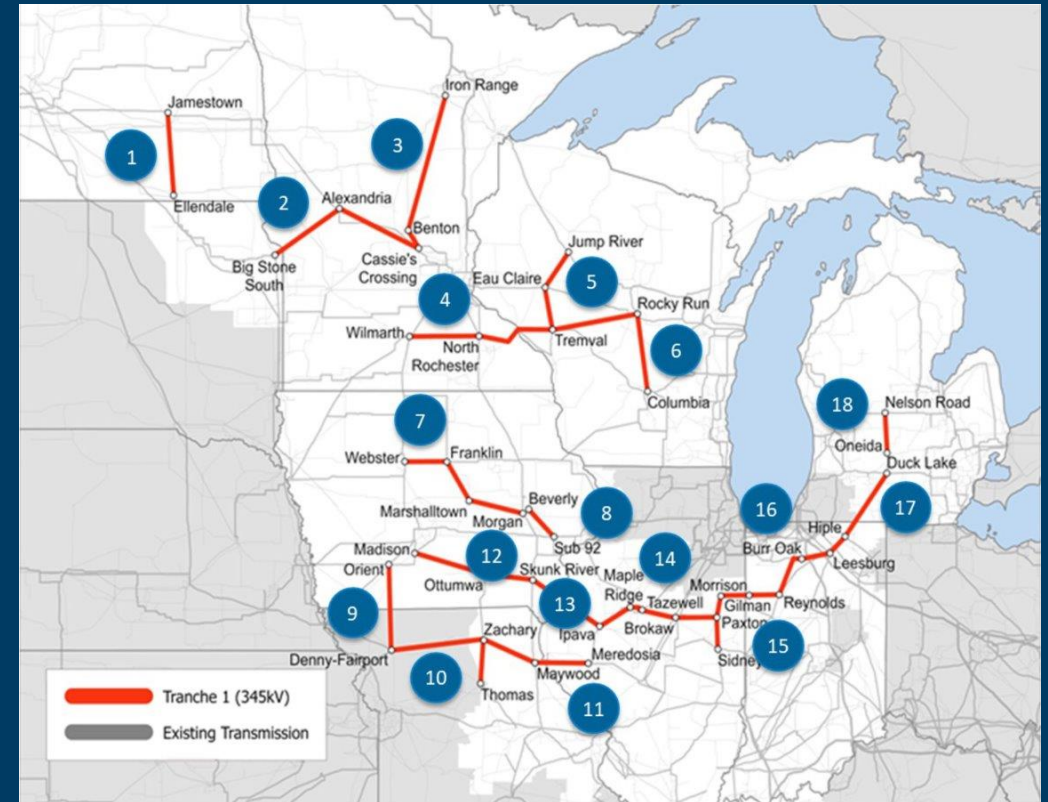 Iron Range
Jamestown
3
1
Alexandria
2
Ellendale
Benton
Jump River
Cassie's
Crossing
Big Stone
South
Eau Claire
5
4
Rocky Run
Wilmarth
North
Rochester
Tremval
6
Columbia
Nelson Road
18
7
Oneida
Webster
Franklin
Duck Lake
Beverly
Marshalltown
Morgan
8
16
17
Hiple
Sub 92
Burr Oak
Madison
12
14
Leesburg
Orient
Skunk River
Maple
Ridge
Ottumwa
Morrison
13
Tazewell
Gilman
Reynolds
9
Ipava
Brokaw
Paxton
Zachary
15
Denny-Fairport
Meredosia
Sidney
10
Maywood
Thomas
11
Tranche 1 (345kV)
Existing Transmission